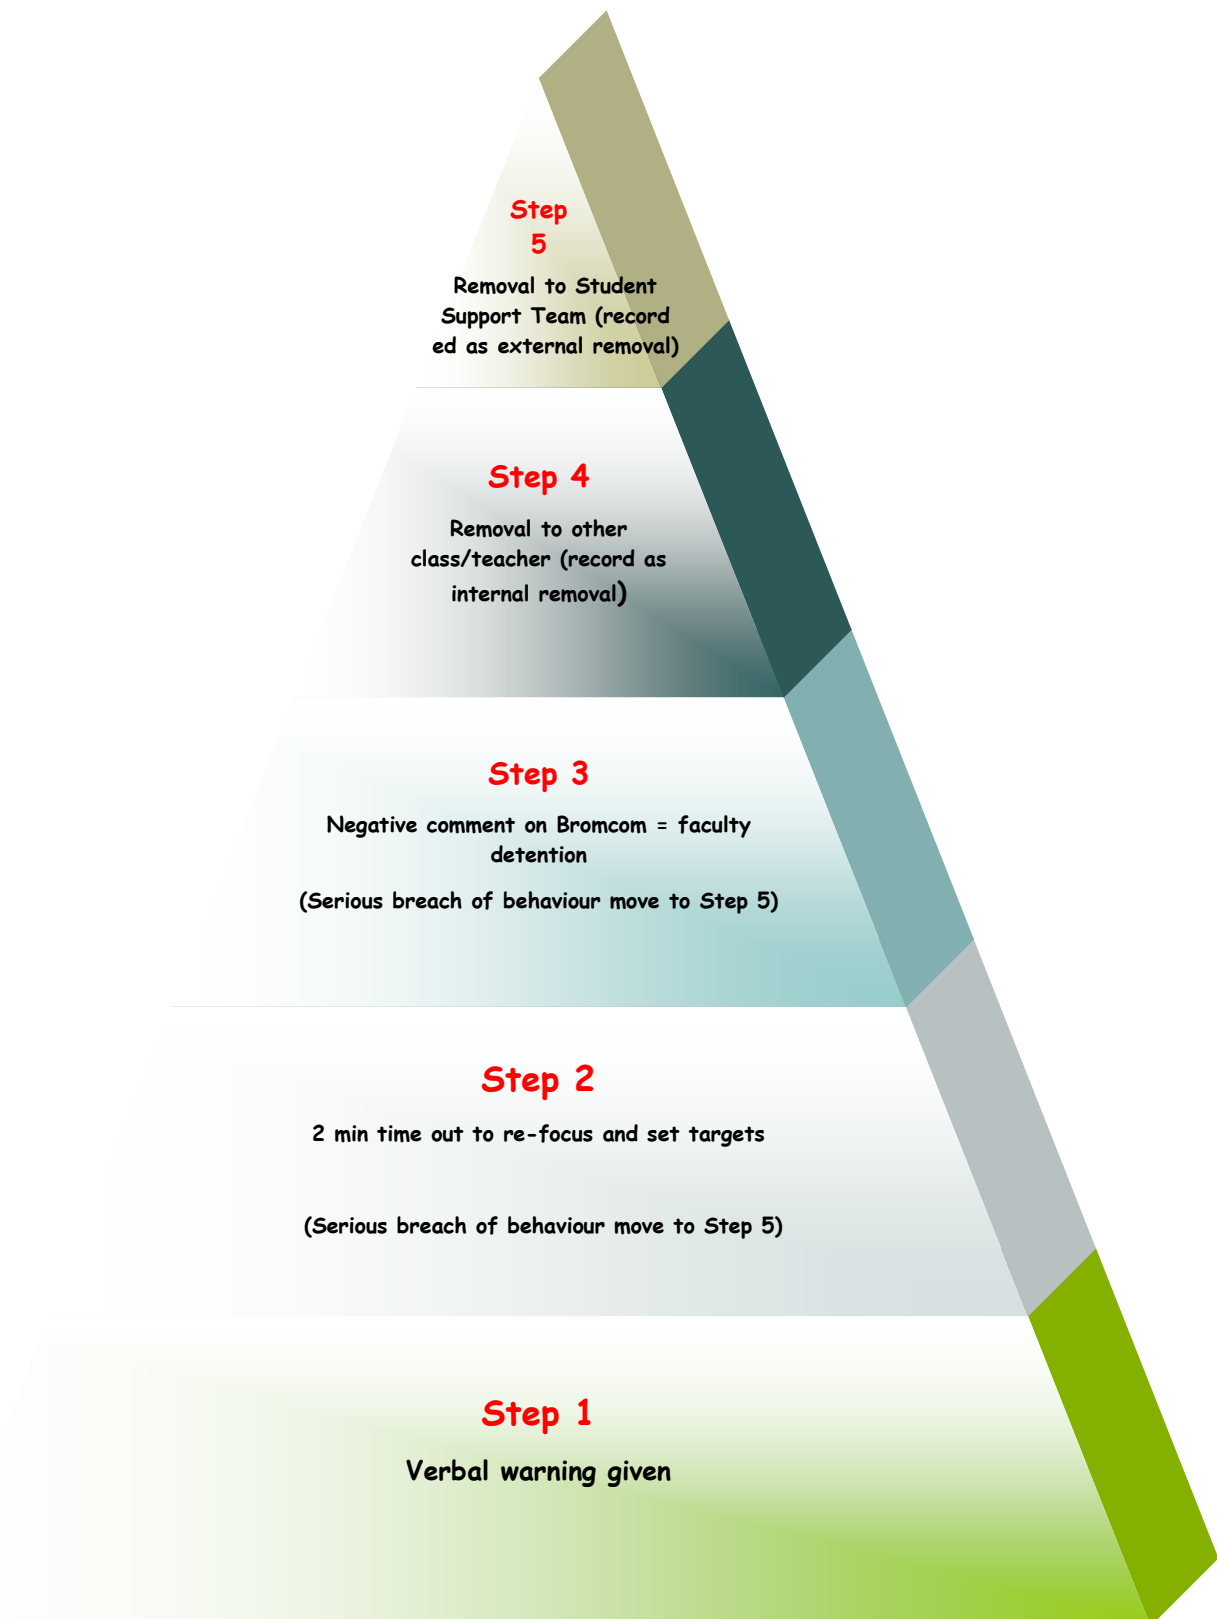 Step
5
Removal to Student
Support Team (record
ed as external removal)
Step 4
Removal to other
class/teacher (record as
internal removal)
Step 3
Negative comment on Bromcom = faculty
detention
(Serious breach of behaviour move to Step 5)
Step 2
2 min time out to re-focus and set targets
(Serious breach of behaviour move to Step 5)
Step 1
Verbal warning given